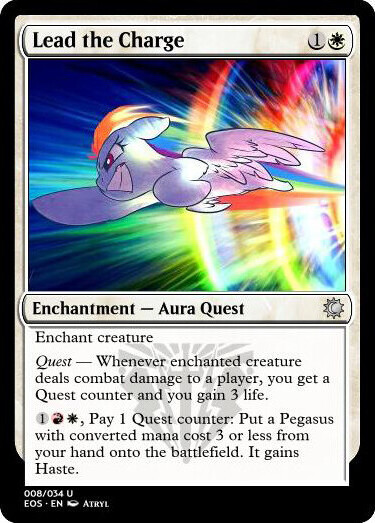 Lead the Charge 1
Enchantment — Aura Quest
Enchant creature
Quest — Whenever enchanted creature
deals combat damage to a player, you get a
Quest counter and you gain 3 life.
1, Pay 1 Quest counter: Put a Pegasus
with converted mana cost 3 or less from
your hand onto the battlefield. It gains
Haste.
008/034 U
EOS · EN ATRYL